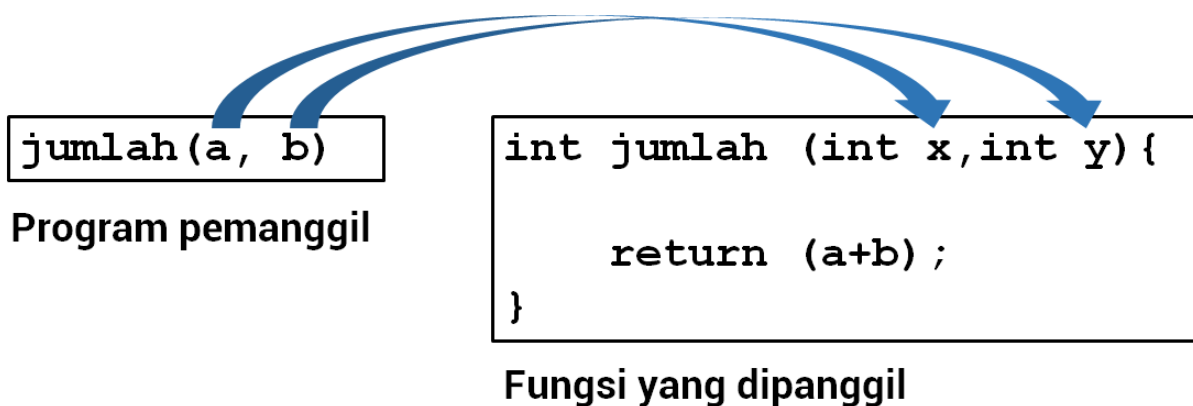 jumlah(a, b)
Program pemanggil
int jumlah (int x,int y){
return (a+b);
}
Fungsi yang dipanggil